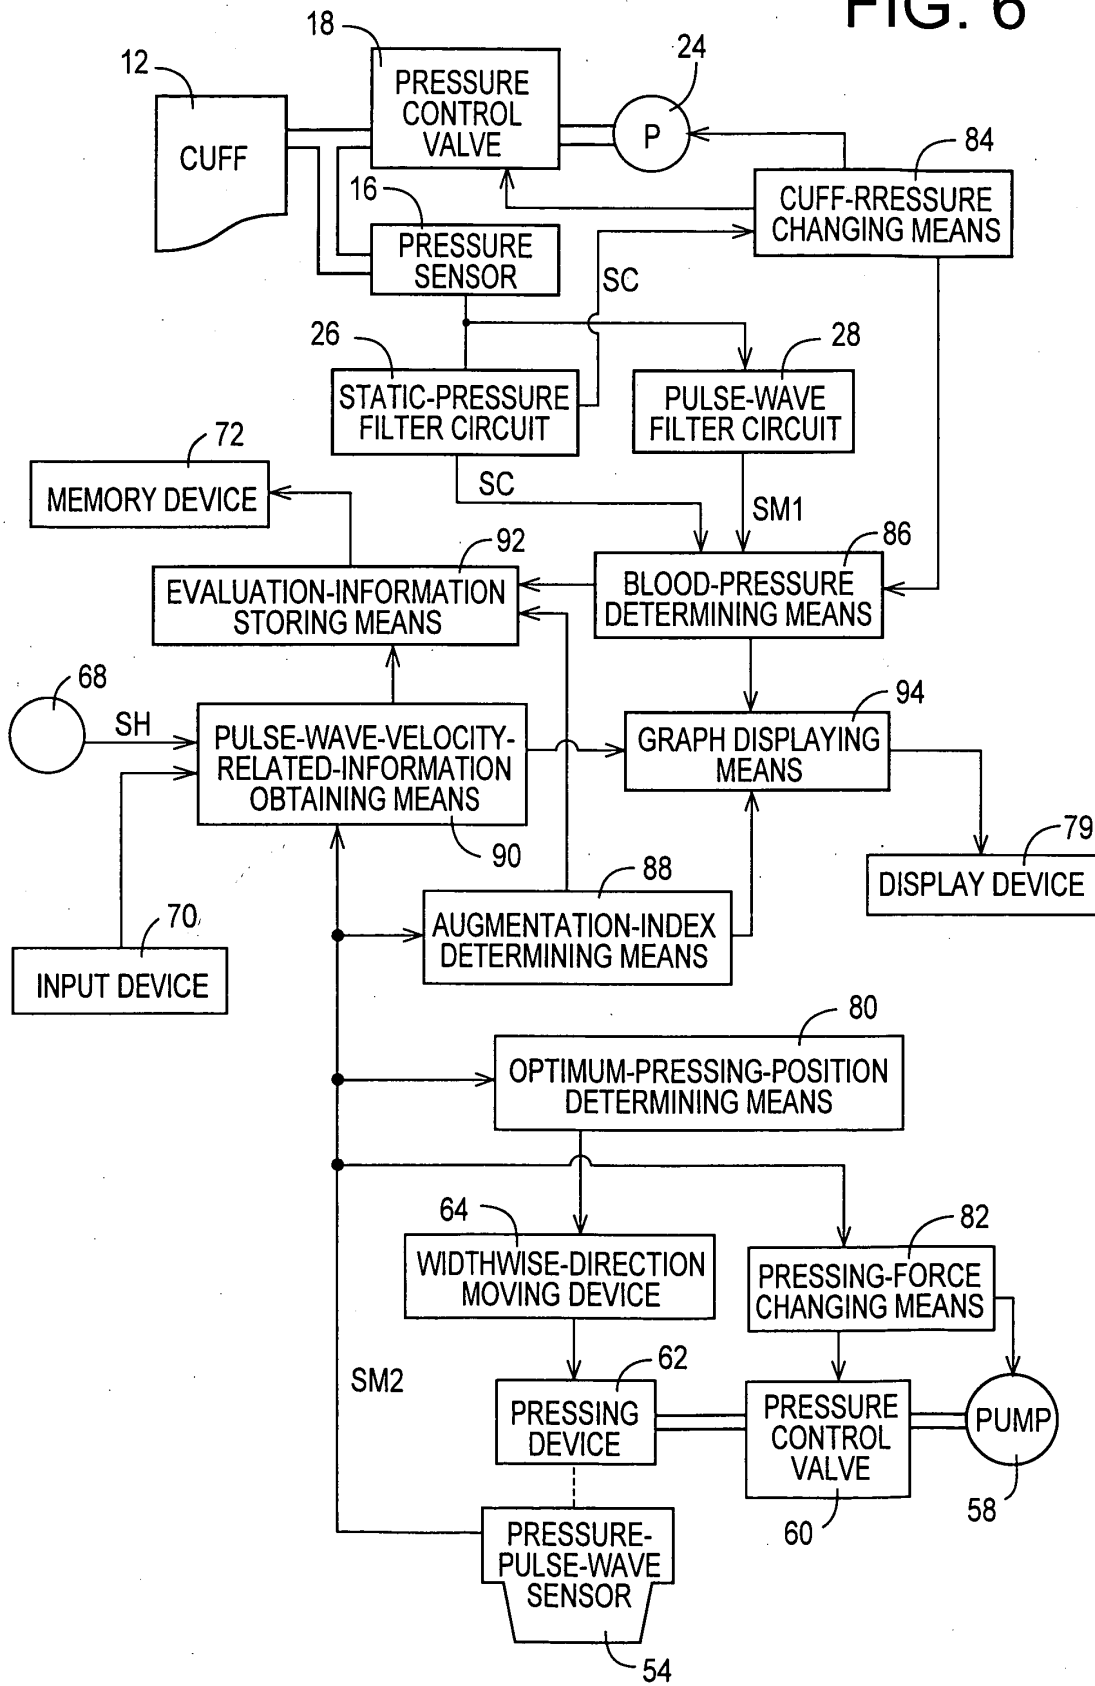 FIG. 6
18
12
PRESSURE
CONTROL
VALVE
24
CUFF
P
84
16
CUFF-RRESSURE
CHANGING MEANS
PRESSURE
SENSOR
SC
26
28
STATIC-PRESSURE
FILTER CIRCUIT
PULSE-WAVE
FILTER CIRCUIT
72
MEMORY DEVICE
SC
SM1
92
86
EVALUATION-INFORMATION
STORING MEANS
BLOOD-PRESSURE
DETERMINING MEANS
68
94
SH
PULSE-WAVE-VELOCITY-
RELATED-INFORMATION
OBTAINING MEANS
GRAPH DISPLAYING
MEANS
79
90
88
DISPLAY DEVICE
70
AUGMENTATION-INDEX
DETERMINING MEANS
INPUT DEVICE
80
OPTIMUM-PRESSING-POSITION
DETERMINING MEANS
64
82
WIDTHWISE-DIRECTION
MOVING DEVICE
PRESSING-FORCE
CHANGING MEANS
62
SM2
PRESSING
DEVICE
PRESSURE
CONTROL
VALVE
PUMP
58
60
PRESSURE-
PULSE-WAVE
SENSOR
54